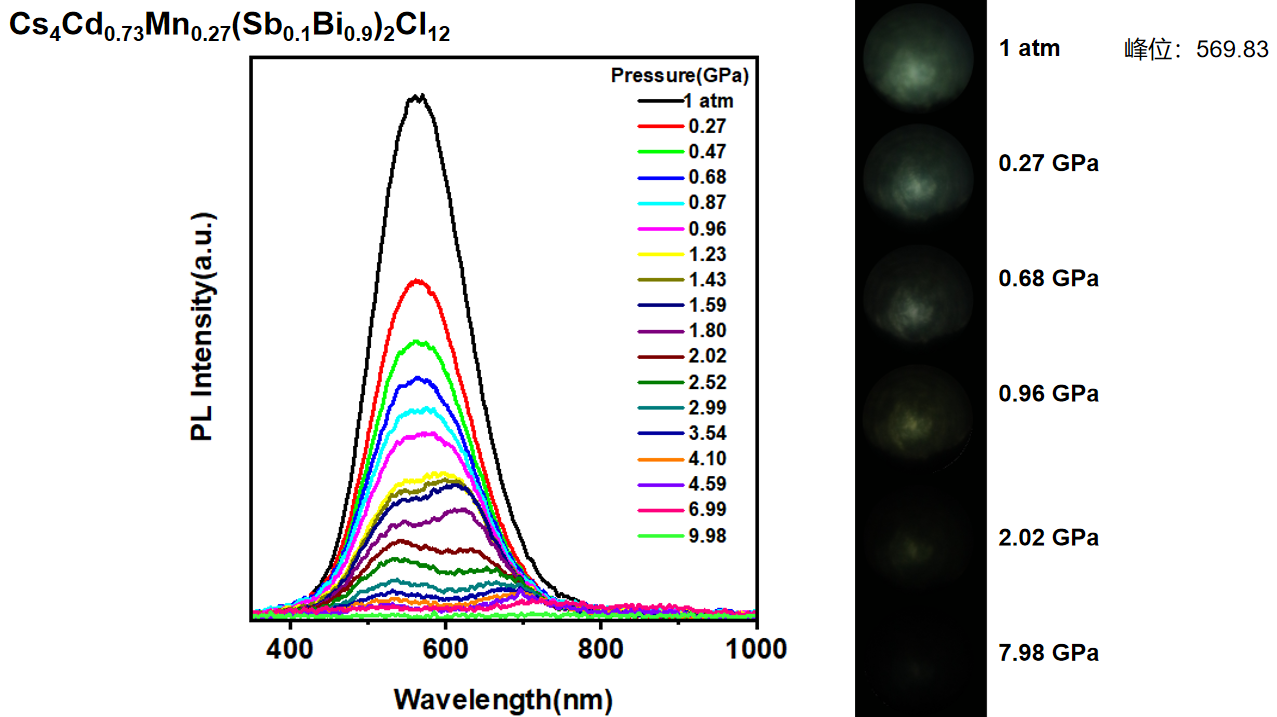 Cs4Cd0.73Mn0.27(Sb0.1Bi0.9)2Cl12
PL Intensity(a.u.)
Pressure(GPa)
1 atm
0.27
0.47
0.68
0.87
0.96
1.23
1.43
1.59
1.80
2.02
2.52
2.99
3.54
4.10
4.59
6.99
9.98
400 600 800 1000
Wavelength(nm)
1 atm
峰位：569.83
0.27 GPa
0.68 GPa
0.96 GPa
2.02 GPa
7.98 GPa